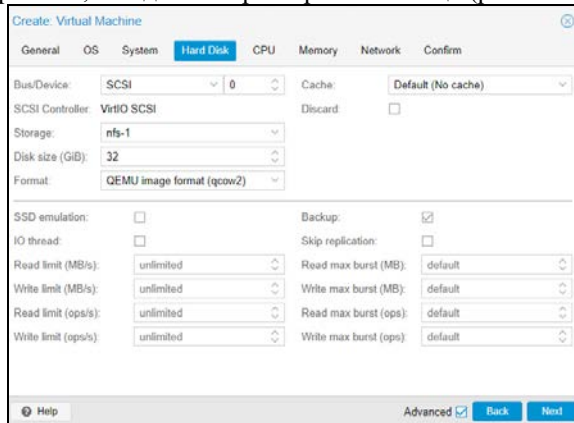 Create: Virtual Machine
General OS System Hard Disk CPU Memory Network Confirm
Bus/Device: SCSI 0 Cache: Default (No cache)
SCSI Controller: VirtIO SCSI Discard:
Storage: nfs-1
Disk size (GiB): 32
Format: QEMU image format (qcow2)
SSD emulation: Backup:
IO thread: Skip replication:
Read limit (MB/s): unlimited Read max burst (MB): default
Write limit (MB/s): unlimited Write max burst (MB): default
Read limit (ops/s): unlimited Read max burst (ops): default
Write limit (ops/s): unlimited Write max burst (ops): default
Help Advanced Back Next